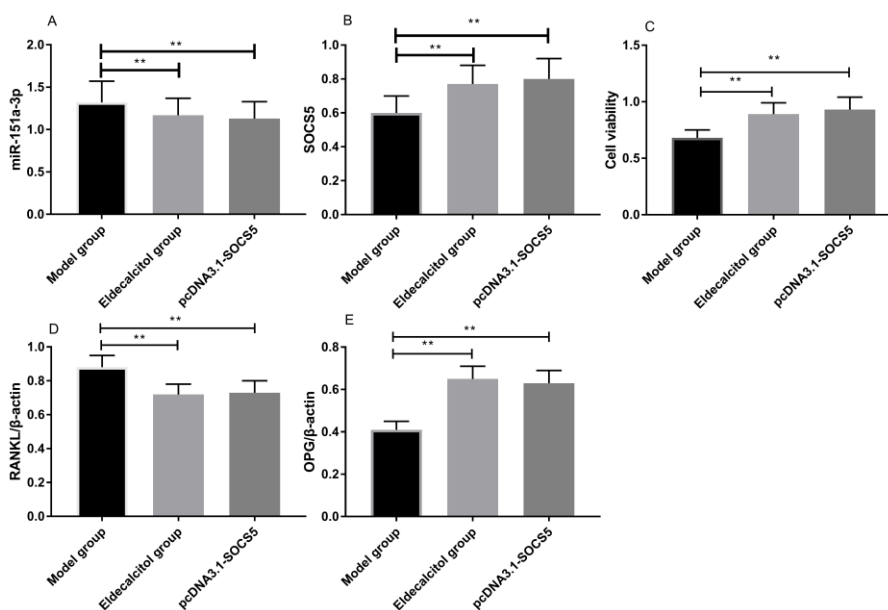 A
miR-151a-3p
2.0
1.5
1.0
0.5
0.0
**
**
Model group
Eldecalcitol group
pcDNA3.1-SOCS5
B
SOCS5
1.0
0.8
0.6
0.4
0.2
0.0
**
**
Model group
Eldecalcitol group
pcDNA3.1-SOCS5
C
Cell viability
1.5
1.0
0.5
0.0
**
**
Model group
Eldecalcitol group
pcDNA3.1-SOCS5
D
RANKL/β-actin
1.0
0.8
0.6
0.4
0.2
0.0
**
**
Model group
Eldecalcitol group
pcDNA3.1-SOCS5
E
OPG/β-actin
0.8
0.6
0.4
0.2
0.0
**
**
Model group
Eldecalcitol group
pcDNA3.1-SOCS5